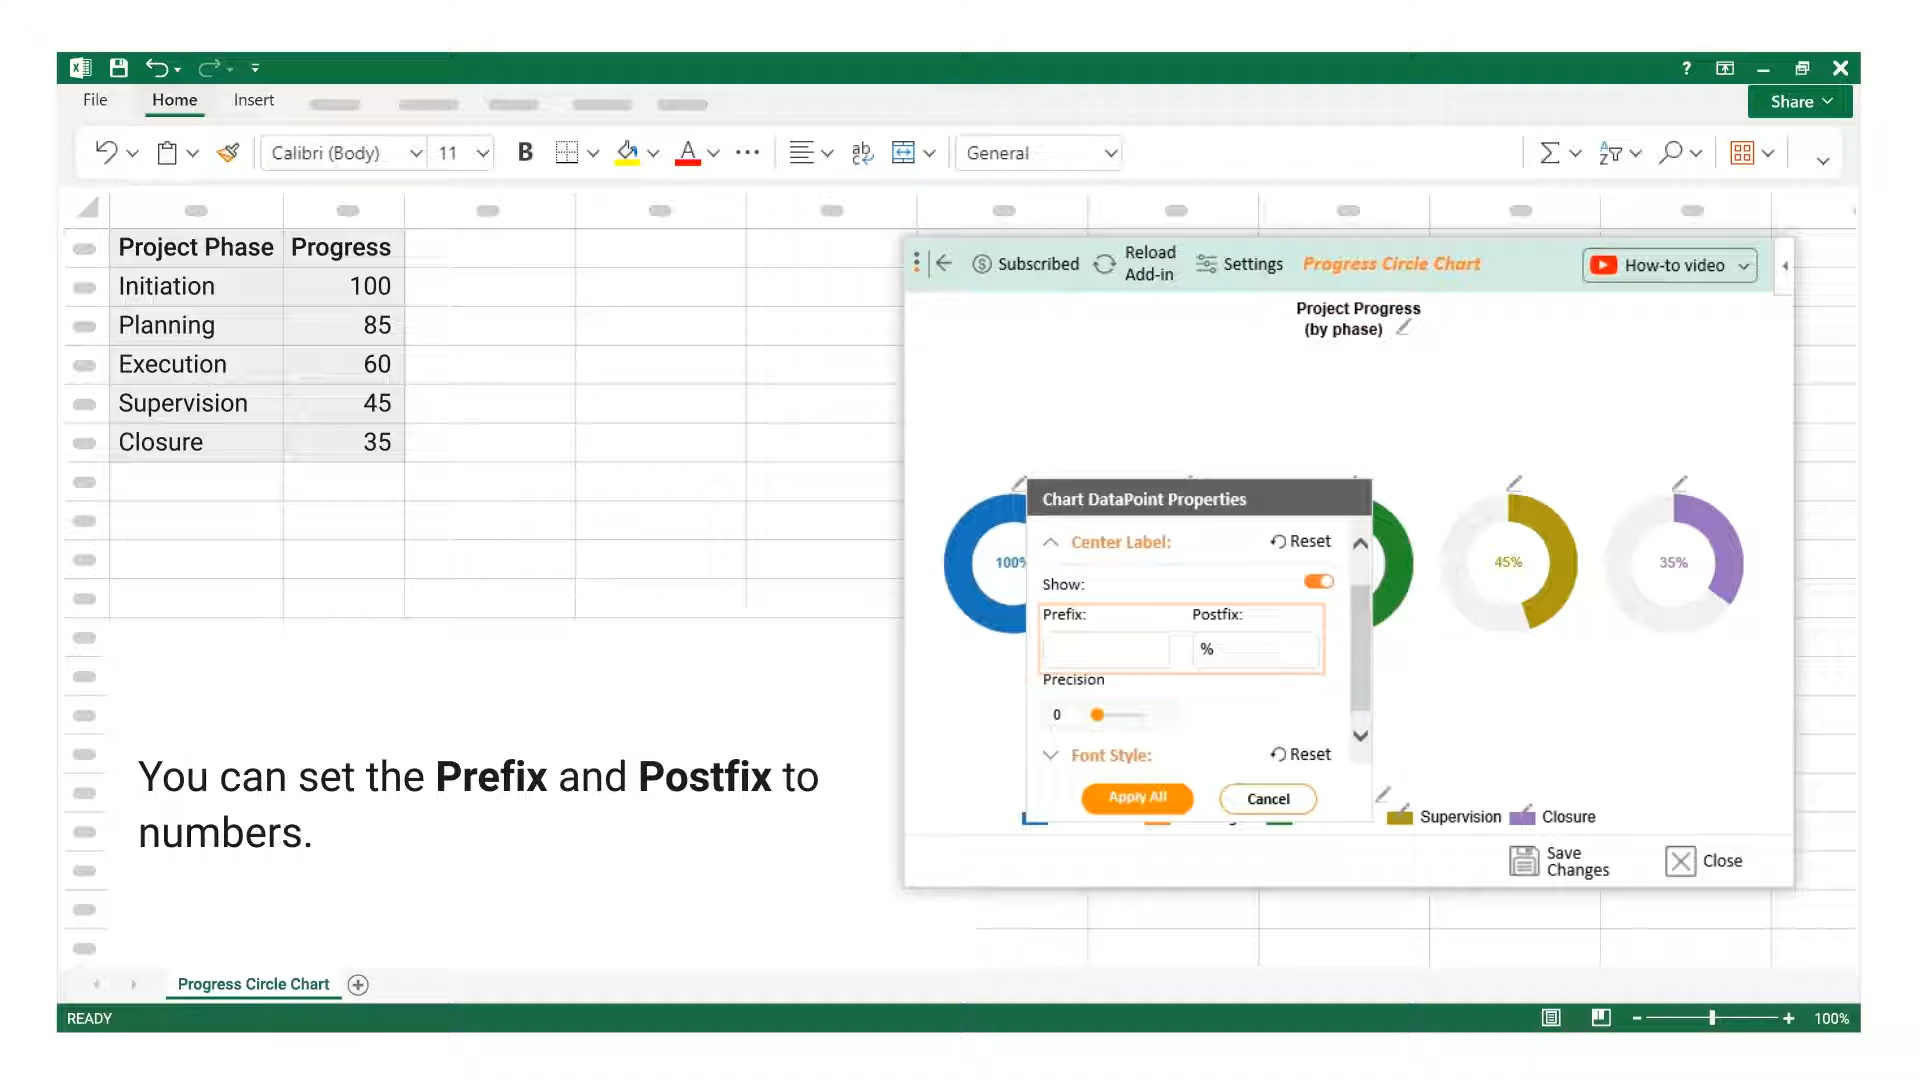 File Home Insert
Share
Calibri (Body) 11 B A ab c General
Project Phase Progress
Initiation 100
Planning 85
Execution 60
Supervision 45
Closure 35
You can set the Prefix and Postfix to
numbers.
Subscribed Reload Add-in Settings Progress Circle Chart How-to video
Project Progress
(by phase)
100%
45%
35%
Chart DataPoint Properties
Center Label: Reset
Show:
Prefix: Postfix:
%
Precision
0
Font Style: Reset
Apply All Cancel
Supervision Closure
Save Changes Close
Progress Circle Chart
READY
100%